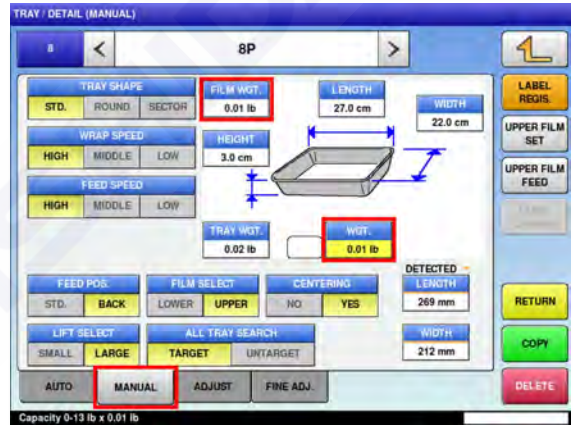 TRAY / DETAIL (MANUAL)
8 < 8P >
TRAY SHAPE
STD. ROUND SECTOR
FILM WGT.
0.01 lb
LENGTH
27.0 cm
WIDTH
22.0 cm
LABEL
REGIS.
WRAP SPEED
HIGH MIDDLE LOW
HEIGHT
3.0 cm
UPPER FILM
SET
FEED SPEED
HIGH MIDDLE LOW
UPPER FILM
FEED
TRAY WGT.
0.02 lb
WGT.
0.01 lb
DETECTED
LENGTH
269 mm
FEED POS.
STD. BACK
FILM SELECT
LOWER UPPER
CENTERING
NO YES
RETURN
LIFT SELECT
SMALL LARGE
ALL TRAY SEARCH
TARGET UNTARGET
WIDTH
212 mm
COPY
AUTO MANUAL ADJUST FINE ADJ.
DELETE
Capacity 0-13 lb x 0.01 lb